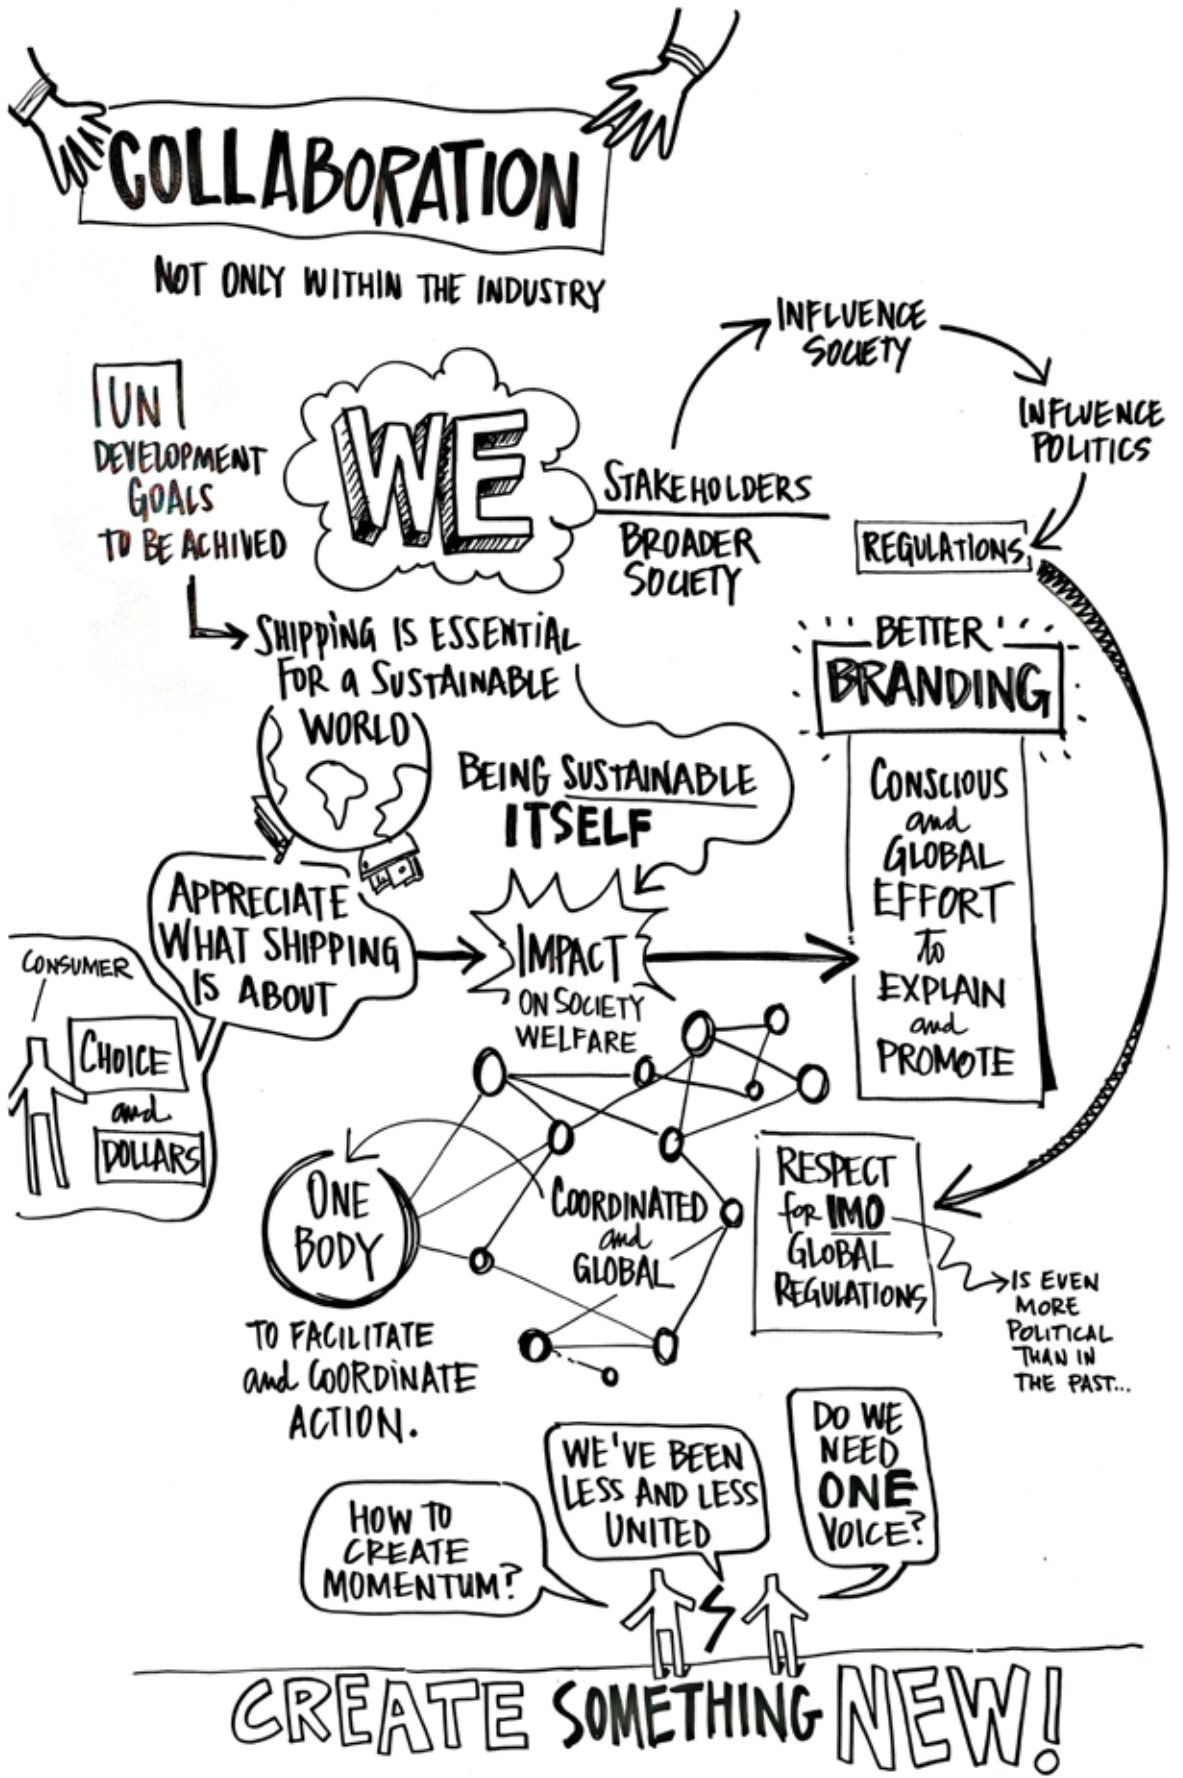 COLLABORATION
NOT ONLY WITHIN THE INDUSTRY
UN
DEVELOPMENT
GOALS
TO BE ACHIVED
WE
STAKEHOLDERS
BROADER
SOCIETY
INFLUENCE
SOCIETY
INFLUENCE
POLITICS
REGULATIONS
SHIPPING IS ESSENTIAL
FOR A SUSTAINABLE
WORLD
BEING SUSTAINABLE
ITSELF
BETTER
BRANDING
CONSCIOUS
and
GLOBAL
EFFORT
to
EXPLAIN
and
PROMOTE
APPRECIATE
WHAT SHIPPING
IS ABOUT
CONSUMER
CHOICE
and
DOLLARS
IMPACT
ON SOCIETY
WELFARE
ONE
BODY
TO FACILITATE
and COORDINATE
ACTION.
COORDINATED
and
GLOBAL
RESPECT
for IMO
GLOBAL
REGULATIONS
IS EVEN
MORE
POLITICAL
THAN IN
THE PAST...
HOW TO
CREATE
MOMENTUM?
WE'VE BEEN
LESS AND LESS
UNITED
DO WE
NEED
ONE
VOICE?
CREATE SOMETHING NEW!